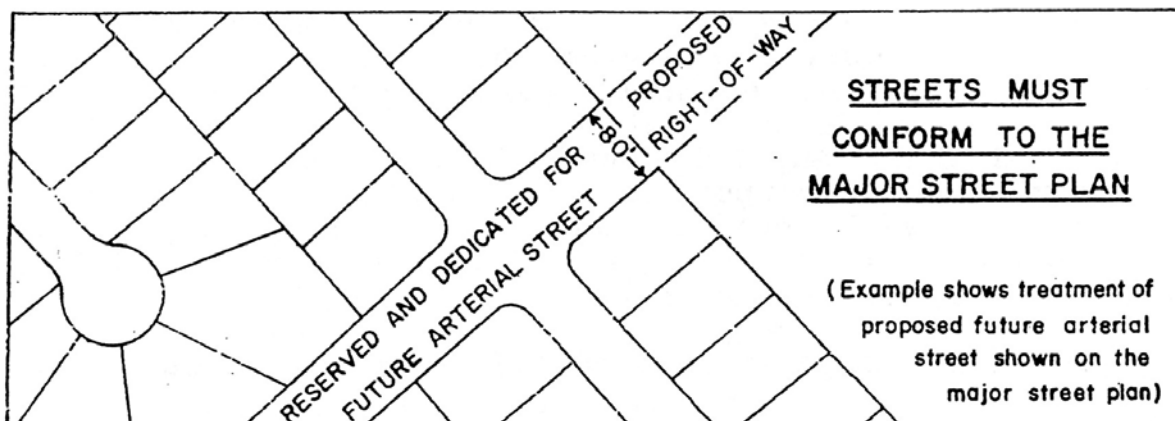 RESERVED AND DEDICATED FOR
FUTURE ARTERIAL STREET
PROPOSED
RIGHT-OF-WAY
80'
STREETS MUST
CONFORM TO THE
MAJOR STREET PLAN
(Example shows treatment of
proposed future arterial
street shown on the
major street plan)